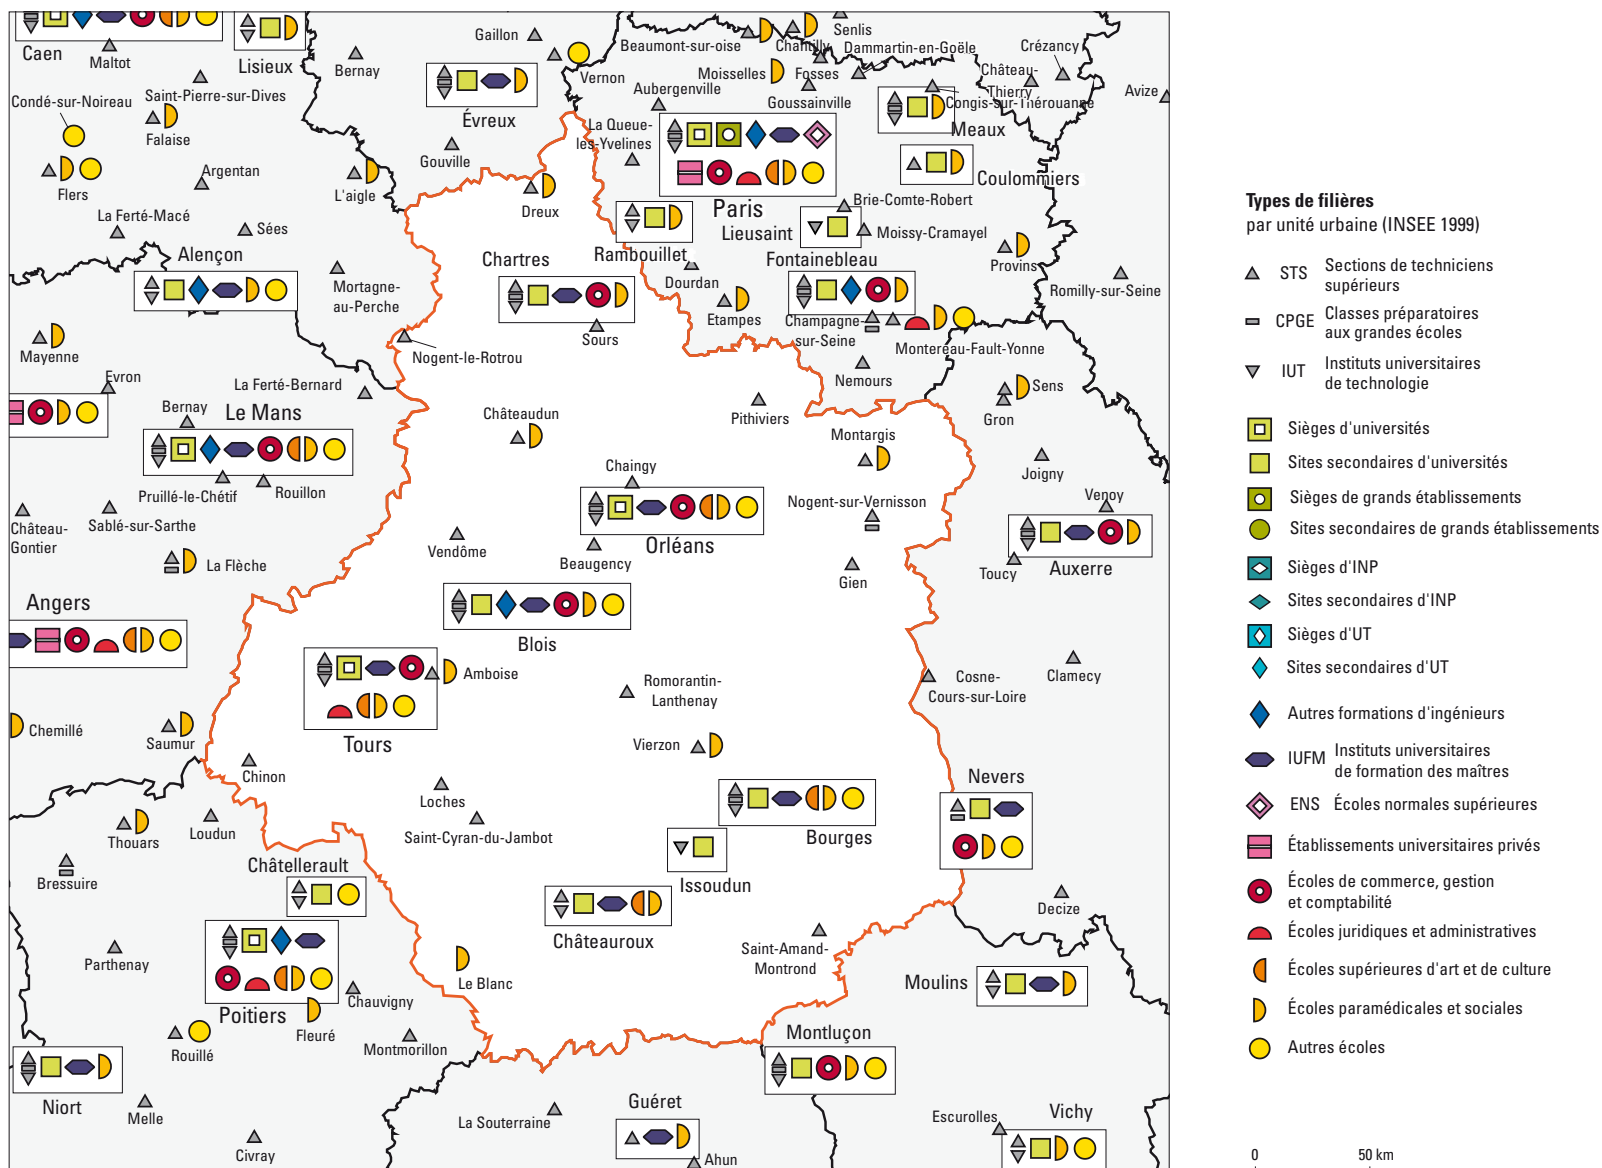 Caen
Maltot
Lisieux
Bernay
Gaillon
Vernon
Beaumont-sur-oise
Chantilly
Senlis
Dammartin-en-Goële
Crézancy
Moisselles
Fosses
Château-
Thierry
Avize
Condé-sur-Noireau
Saint-Pierre-sur-Dives
Falaise
Évreux
Aubergenville
Goussainville
Congis-sur-Thérouanne
Meaux
Gouville
La Queue-
les-Yvelines
Flers
Argentan
L'aigle
Dreux
Coulommiers
La Ferté-Macé
Sées
Paris
Brie-Comte-Robert
Lieusaint
Moissy-Cramayel
Alençon
Chartres
Rambouillet
Fontainebleau
Provins
Mortagne-
au-Perche
Dourdan
Romilly-sur-Seine
Etampes
Champagne-
sur-Seine
Sours
Montereau-Fault-Yonne
Mayenne
Nogent-le-Rotrou
Nemours
Evron
La Ferté-Bernard
Sens
Gron
Bernay
Le Mans
Châteaudun
Pithiviers
Montargis
Chaingy
Joigny
Pruillé-le-Chétif
Rouillon
Nogent-sur-Vernisson
Venoy
Château-
Gontier
Sablé-sur-Sarthe
Vendôme
Orléans
Beaugency
La Flèche
Gien
Toucy
Auxerre
Angers
Blois
Amboise
Romorantin-
Lanthenay
Cosne-
Cours-sur-Loire
Clamecy
Chemillé
Saumur
Tours
Vierzon
Chinon
Nevers
Loches
Thouars
Loudun
Saint-Cyran-du-Jambot
Bourges
Châtellerault
Bressuire
Issoudun
Decize
Châteauroux
Parthenay
Saint-Amand-
Montrond
Le Blanc
Moulins
Chauvigny
Poitiers
Fleuré
Rouillé
Montmorillon
Montluçon
Niort
Melle
La Souterraine
Guéret
Escurolles
Vichy
Civray
Ahun
Types de filières
par unité urbaine (INSEE 1999)
STS Sections de techniciens
supérieurs
CPGE Classes préparatoires
aux grandes écoles
IUT Instituts universitaires
de technologie
Sièges d'universités
Sites secondaires d'universités
Sièges de grands établissements
Sites secondaires de grands établissements
Sièges d'INP
Sites secondaires d'INP
Sièges d'UT
Sites secondaires d'UT
Autres formations d'ingénieurs
IUFM Instituts universitaires
de formation des maîtres
ENS Écoles normales supérieures
Établissements universitaires privés
Écoles de commerce, gestion
et comptabilité
Écoles juridiques et administratives
Écoles supérieures d'art et de culture
Écoles paramédicales et sociales
Autres écoles
0 50 km